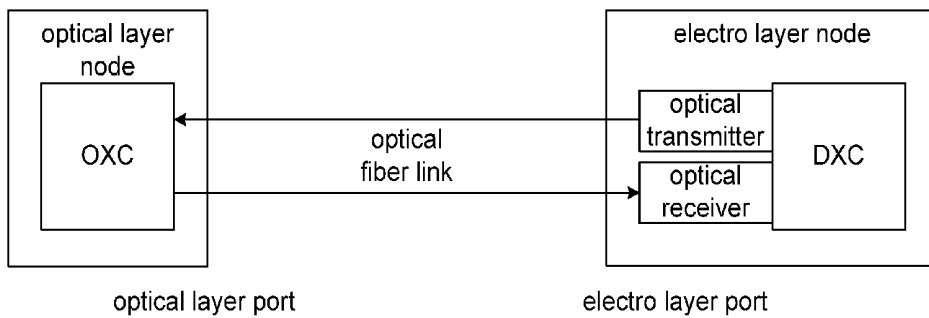 optical layer
node
OXC
optical
fiber link
electro layer node
optical
transmitter
optical
receiver
DXC
optical layer port
electro layer port